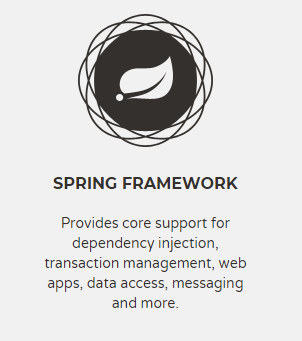 SPRING FRAMEWORK
Provides core support for
dependency injection,
transaction management, web
apps, data access, messaging
and more.